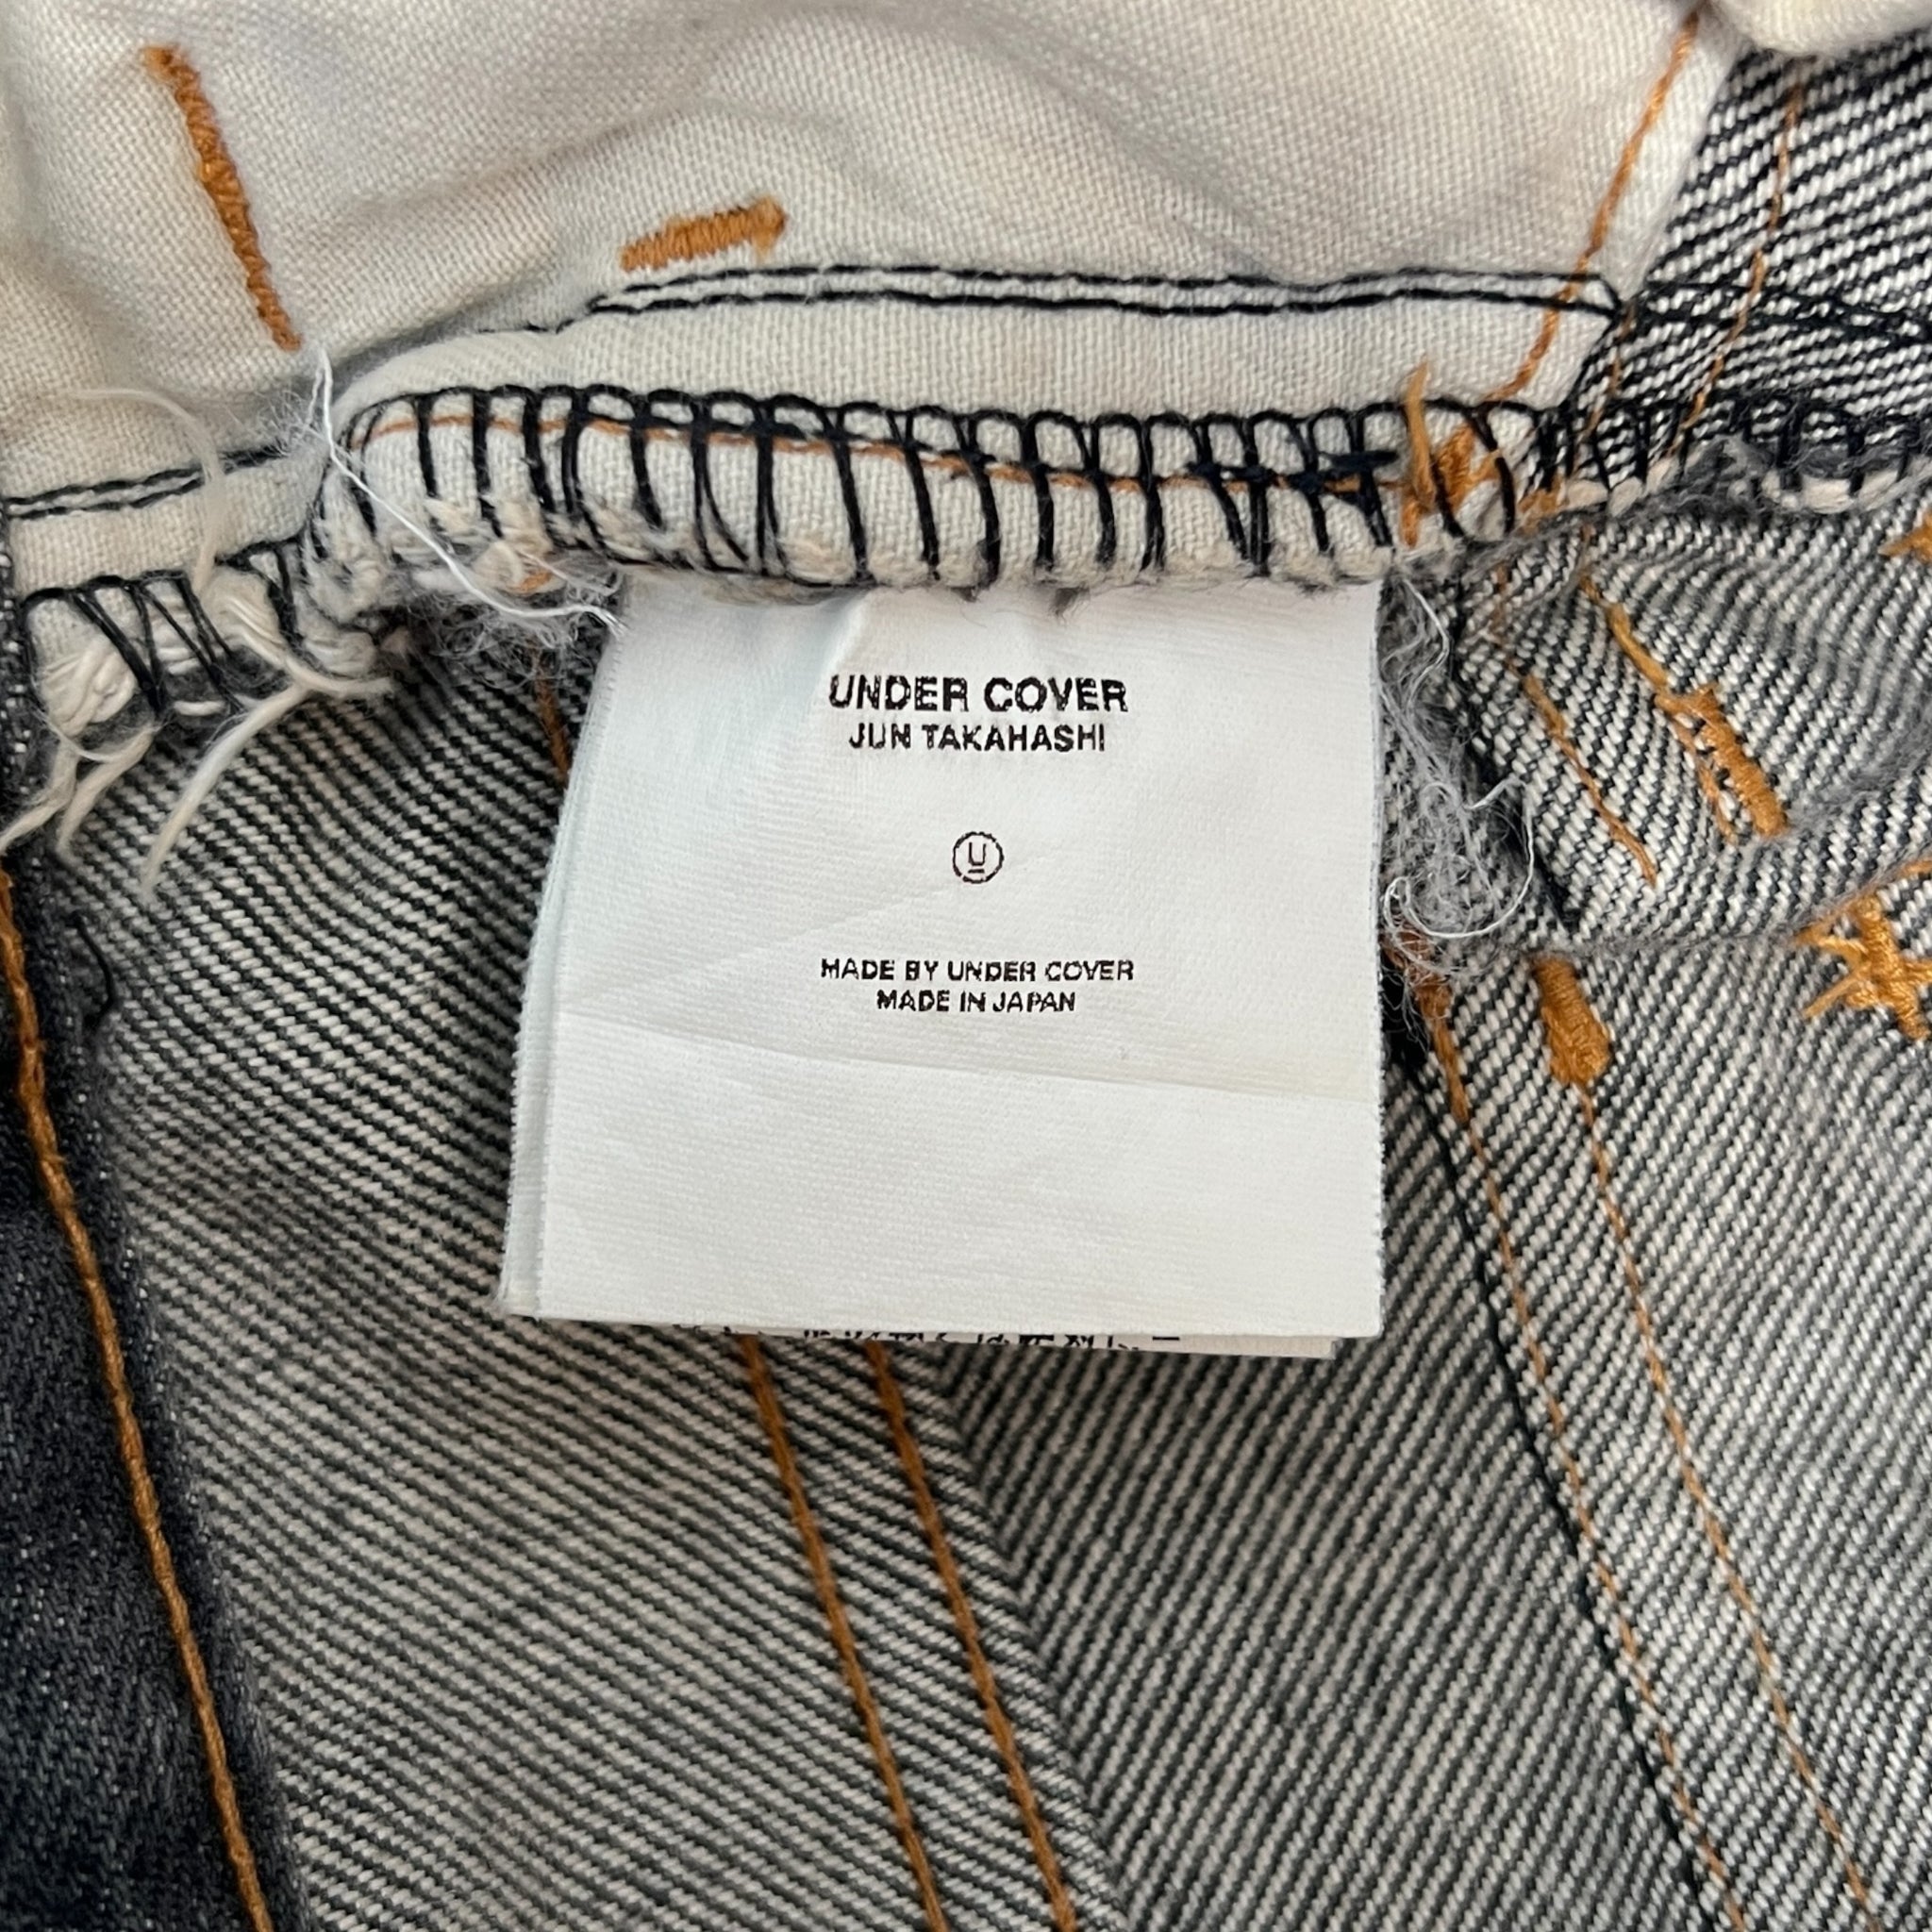 UNDER COVER
JUN TAKAHASHI
U
MADE BY UNDER COVER
MADE IN JAPAN